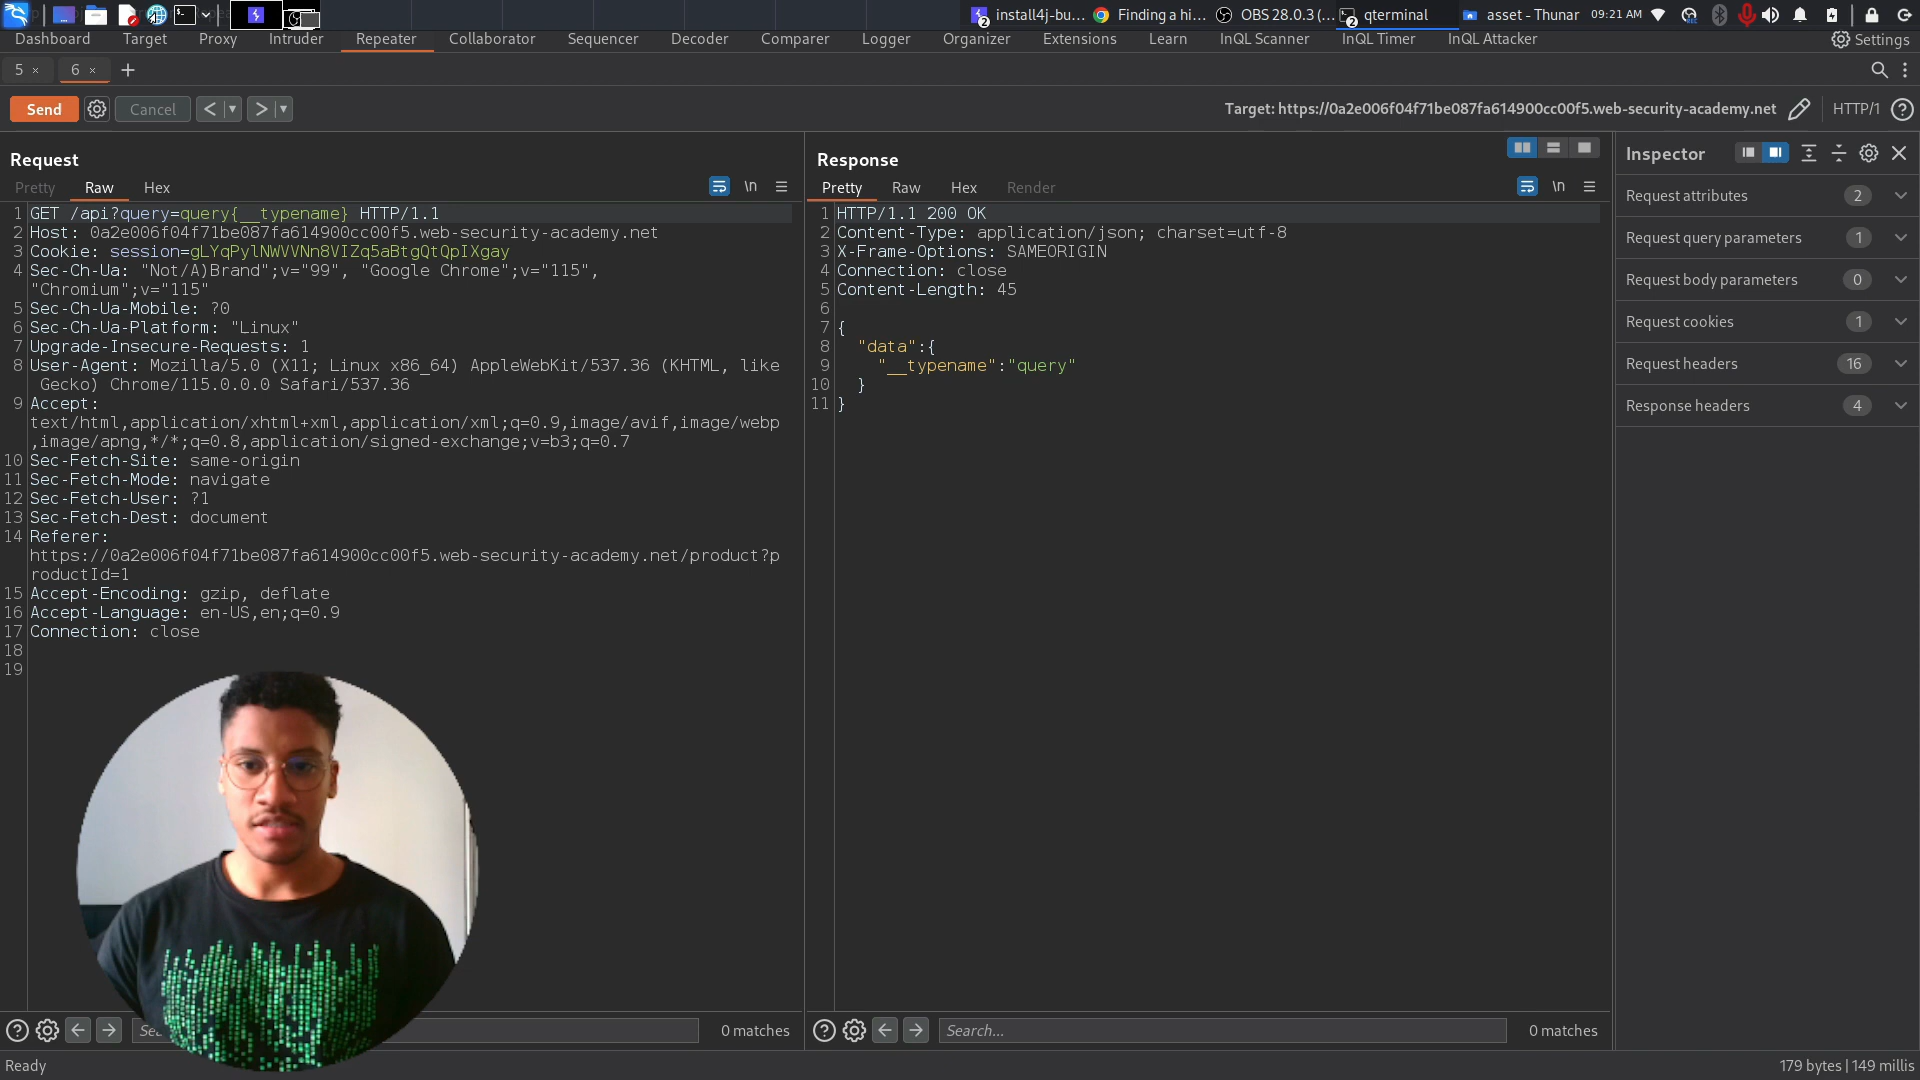 install4j-bu...
Finding a hi...
OBS 28.0.3 (...
qterminal
asset - Thunar
09:21 AM
Dashboard
Target
Proxy
Intruder
Repeater
Collaborator
Sequencer
Decoder
Comparer
Logger
Organizer
Extensions
Learn
InQL Scanner
InQL Timer
InQL Attacker
Settings
5 ×
6 ×
+
Send
Cancel
Target: https://0a2e006f04f71be087fa614900cc00f5.web-security-academy.net
HTTP/1
Request
Pretty
Raw
Hex
\n
1 GET /api?query=query{__typename} HTTP/1.1
2 Host: 0a2e006f04f71be087fa614900cc00f5.web-security-academy.net
3 Cookie: session=gLYqPylNWVVNn8VIZq5aBtgQtQpIXgay
4 Sec-Ch-Ua: "Not/A)Brand";v="99", "Google Chrome";v="115",
"Chromium";v="115"
5 Sec-Ch-Ua-Mobile: ?0
6 Sec-Ch-Ua-Platform: "Linux"
7 Upgrade-Insecure-Requests: 1
8 User-Agent: Mozilla/5.0 (X11; Linux x86_64) AppleWebKit/537.36 (KHTML, like
Gecko) Chrome/115.0.0.0 Safari/537.36
9 Accept:
text/html,application/xhtml+xml,application/xml;q=0.9,image/avif,image/webp
,image/apng,*/*;q=0.8,application/signed-exchange;v=b3;q=0.7
10 Sec-Fetch-Site: same-origin
11 Sec-Fetch-Mode: navigate
12 Sec-Fetch-User: ?1
13 Sec-Fetch-Dest: document
14 Referer:
https://0a2e006f04f71be087fa614900cc00f5.web-security-academy.net/product?p
roductId=1
15 Accept-Encoding: gzip, deflate
16 Accept-Language: en-US,en;q=0.9
17 Connection: close
18
19
0 matches
Response
Pretty
Raw
Hex
Render
\n
1 HTTP/1.1 200 OK
2 Content-Type: application/json; charset=utf-8
3 X-Frame-Options: SAMEORIGIN
4 Connection: close
5 Content-Length: 45
6
7 {
8 "data":{
9 "__typename":"query"
10 }
11 }
Search...
0 matches
Inspector
Request attributes 2
Request query parameters 1
Request body parameters 0
Request cookies 1
Request headers 16
Response headers 4
Ready
179 bytes | 149 millis